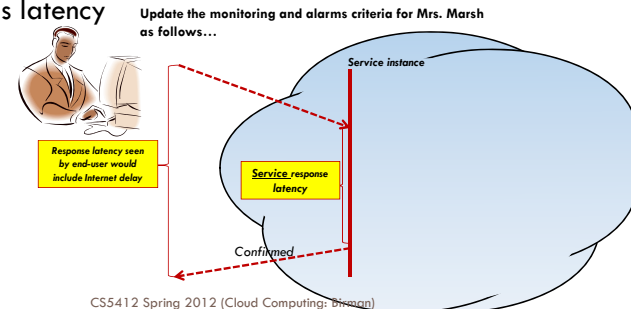 s latency
Update the monitoring and alarms criteria for Mrs. Marsh
as follows…
Service instance
Response latency seen
by end-user would
include Internet delay
Service response
latency
Confirmed
CS5412 Spring 2012 (Cloud Computing: Birman)